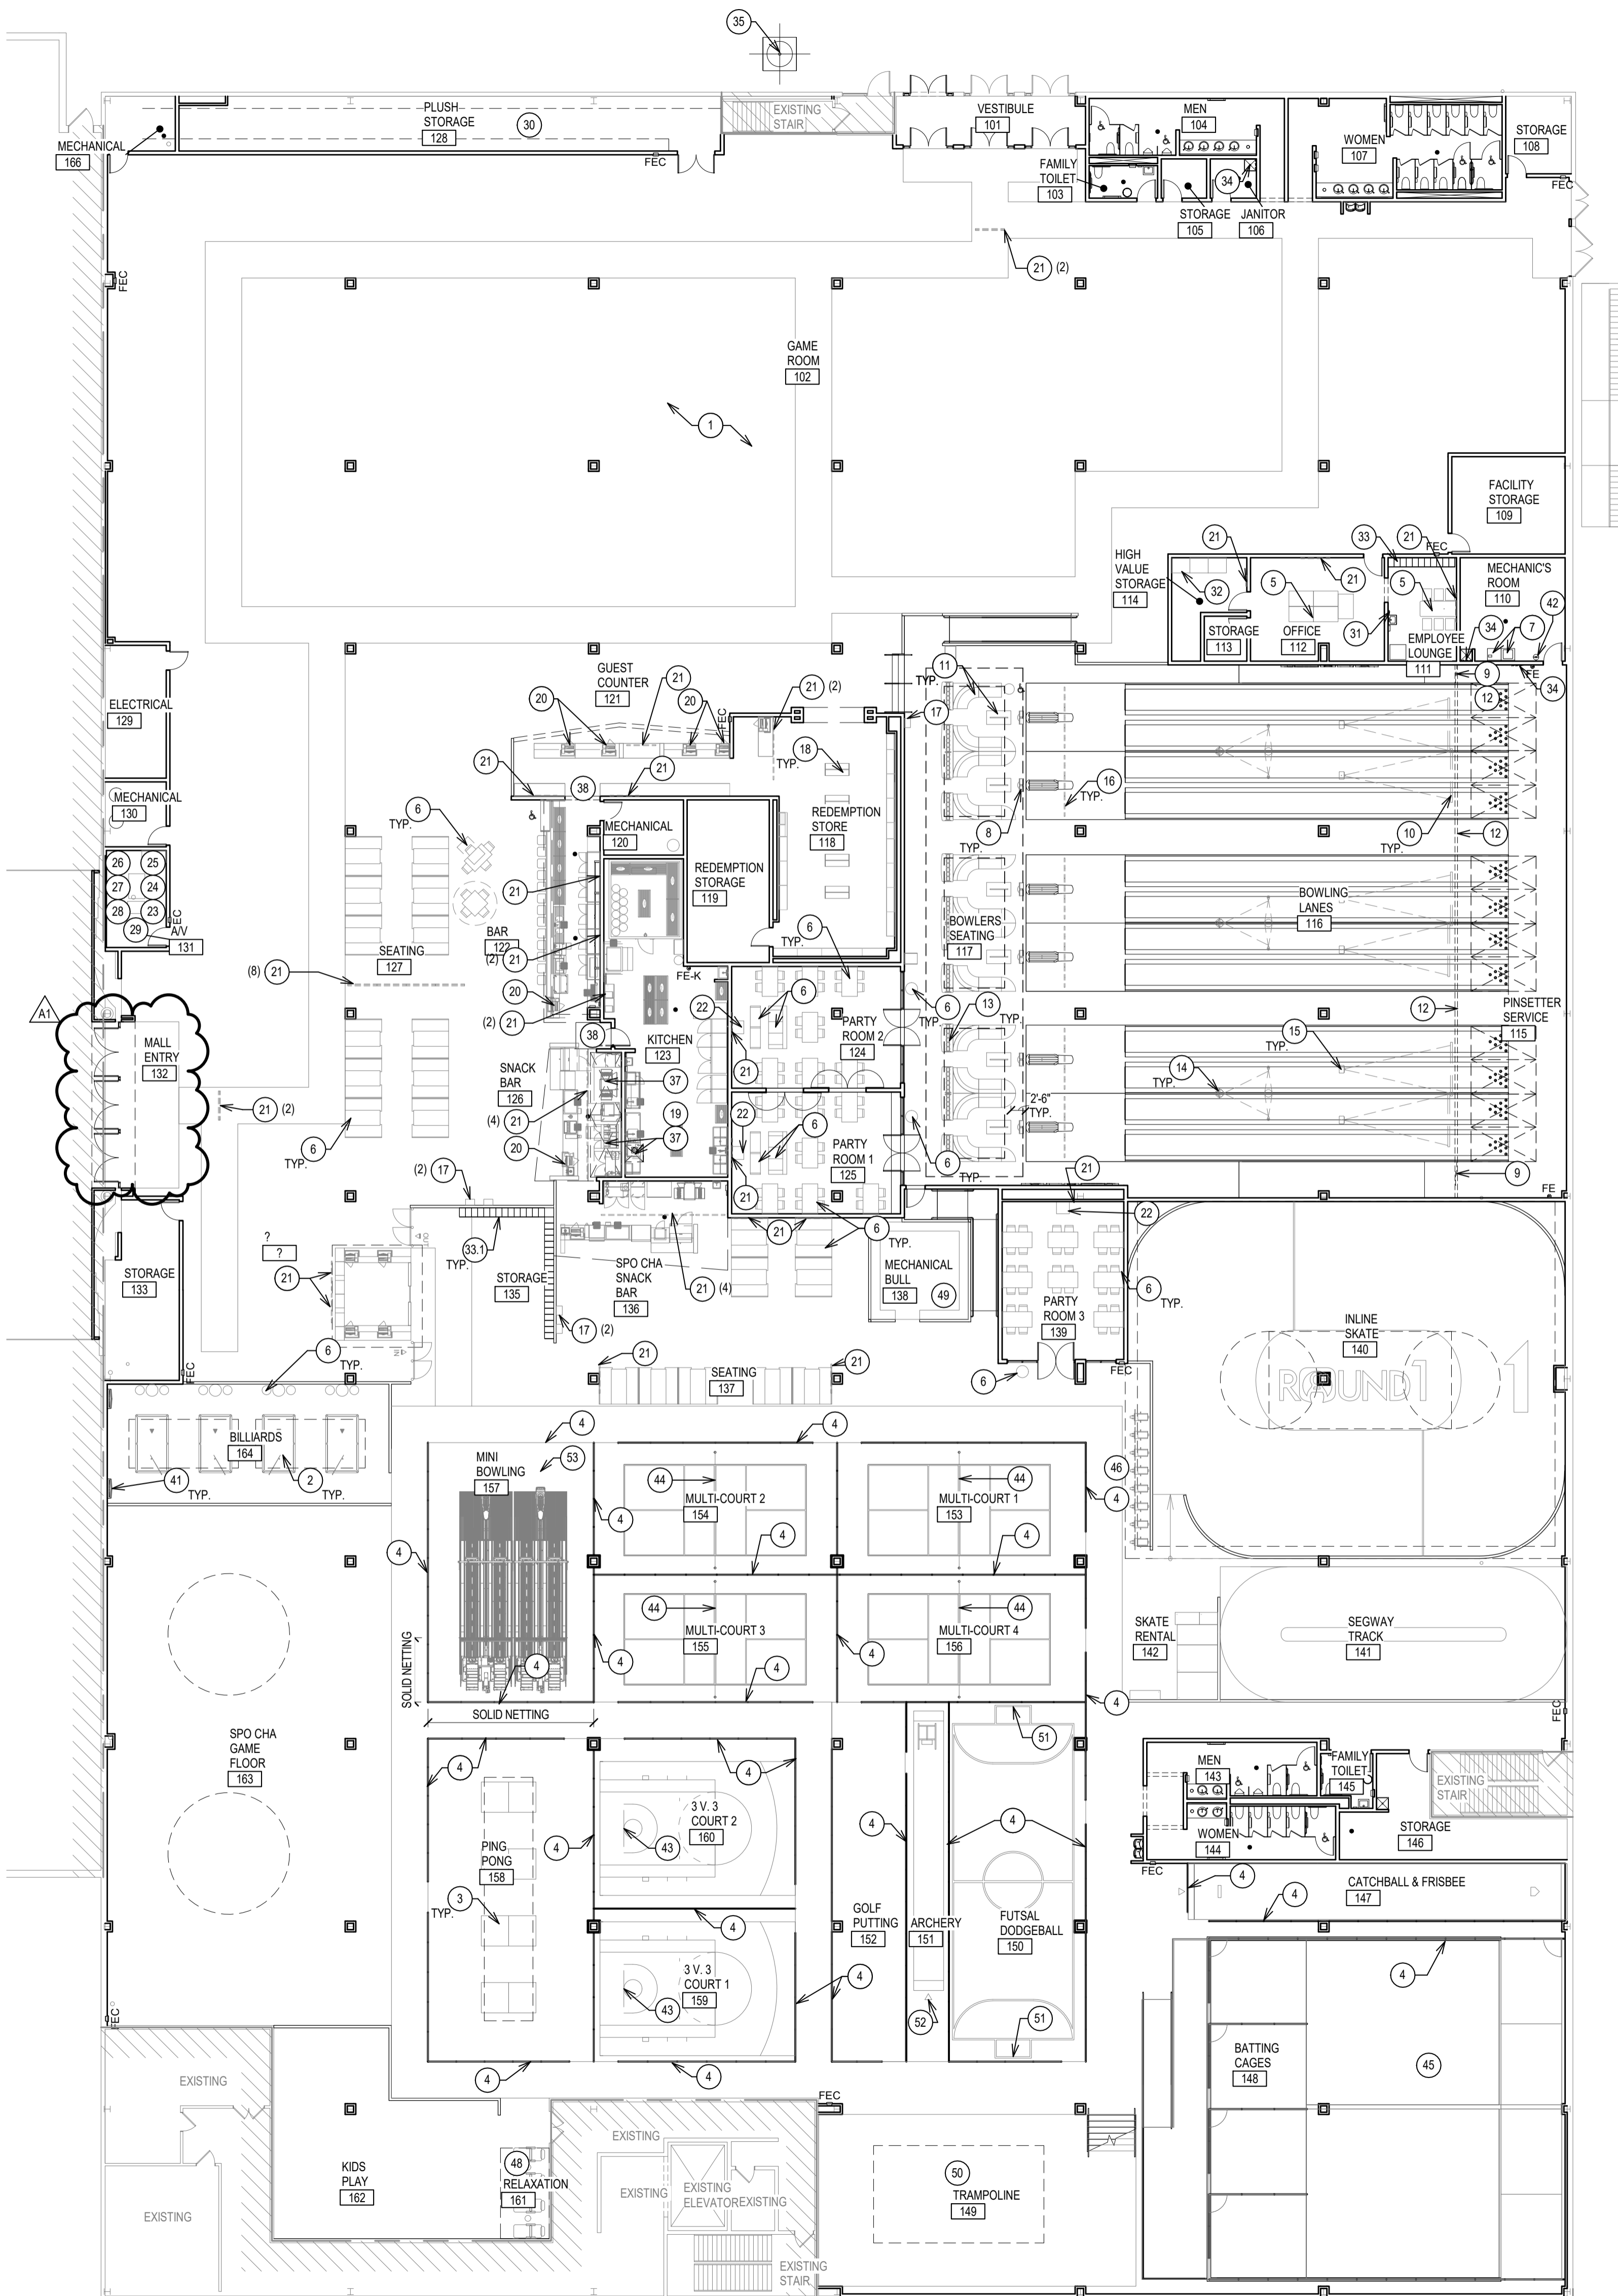 35
PLUSH
STORAGE
128
30
EXISTING
STAIR
VESTIBULE
101
MEN
104
WOMEN
107
STORAGE
108
MECHANICAL
166
FEC
FAMILY
TOILET
103
34
FEC
STORAGE
105
JANITOR
106
21 (2)
FEC
GAME
ROOM
102
1
FACILITY
STORAGE
109
HIGH
VALUE
STORAGE
114
21
33
21
FEC
32
5
21
5
MECHANIC'S
ROOM
110
42
STORAGE
113
OFFICE
112
31
EMPLOYEE
LOUNGE
111
34
7
GUEST
COUNTER
121
20
21
20
FEC
21 (2)
TYP.
11
TYP.
17
9
12
FE
34
ELECTRICAL
129
21
38
21
18
TYP.
16
TYP.
8
TYP.
10
TYP.
12
MECHANICAL
130
6
TYP.
MECHANICAL
120
REDEMPTION
STORE
118
REDEMPTION
STORAGE
119
26
25
27
24
28
23
29
FEC
A/V
131
SEATING
127
(8) 21
21
BAR
122
(2) 21
FE-K
20
(2) 21
38
6
TYP.
BOWLERS
SEATING
117
BOWLING
LANES
116
12
PINSETTER
SERVICE
115
6
22
PARTY
ROOM 2
124
21
6
TYP.
13
TYP.
15
TYP.
14
TYP.
A1
MALL
ENTRY
132
21 (2)
6
TYP.
SNACK
BAR
126
(4) 21
20
KITCHEN
123
37
19
37
22
6
PARTY
ROOM 1
125
21
6
TYP.
2'-6"
TYP.
9
FE
(2) 17
33.1
TYP.
STORAGE
135
17 (2)
SPO CHA
SNACK
BAR
136
21 (4)
21
6
TYP.
MECHANICAL
BULL
138
49
21
22
PARTY
ROOM 3
139
6
TYP.
FEC
6
INLINE
SKATE
140
ROUND1
1
?
?
21
OUT
IN
STORAGE
133
FEC
6
TYP.
21
SEATING
137
21
BILLIARDS
164
41
TYP.
2
TYP.
4
MINI
BOWLING
157
53
4
44
MULTI-COURT 2
154
44
MULTI-COURT 1
153
46
4
4
4
4
4
44
MULTI-COURT 3
155
44
MULTI-COURT 4
156
4
4
4
4
4
SOLID NETTING
SOLID NETTING
SKATE
RENTAL
142
SEGWAY
TRACK
141
FEC
SPO CHA
GAME
FLOOR
163
4
4
51
MEN
143
FAMILY
TOILET
145
EXISTING
STAIR
3 V. 3
COURT 2
160
43
PING
PONG
158
4
4
4
WOMEN
144
STORAGE
146
FEC
3
TYP.
4
GOLF
PUTTING
152
ARCHERY
151
FUTSAL
DODGEBALL
150
4
CATCHBALL & FRISBEE
147
4
3 V. 3
COURT 1
159
43
4
4
52
51
FEC
4
4
BATTING
CAGES
148
45
EXISTING
EXISTING
KIDS
PLAY
162
48
RELAXATION
161
EXISTING
EXISTING
EXISTING
ELEVATOR
EXISTING
EXISTING
STAIR
FEC
50
TRAMPOLINE
149